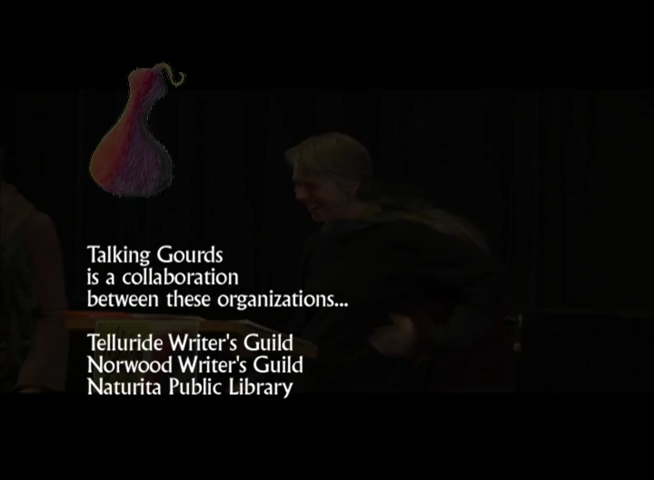 Talking Gourds
is a collaboration
between these organizations...
Telluride Writer's Guild
Norwood Writer's Guild
Naturita Public Library